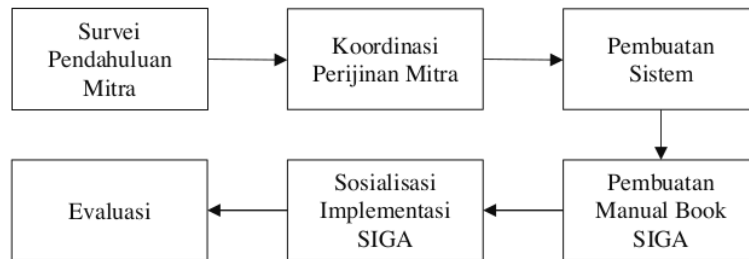 Survei
Pendahuluan
Mitra
Koordinasi
Perijinan Mitra
Pembuatan
Sistem
Pembuatan
Manual Book
SIGA
Sosialisasi
Implementasi
SIGA
Evaluasi